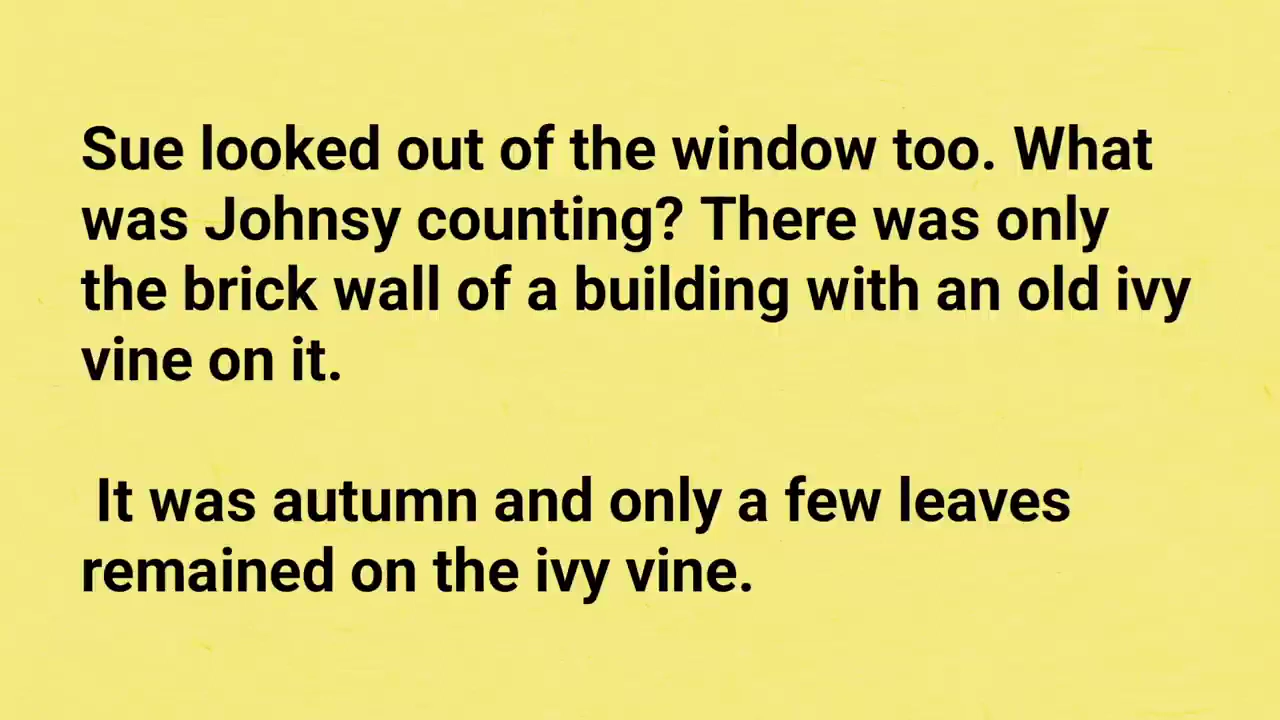 Sue looked out of the window too. What
was Johnsy counting? There was only
the brick wall of a building with an old ivy
vine on it.
It was autumn and only a few leaves
remained on the ivy vine.